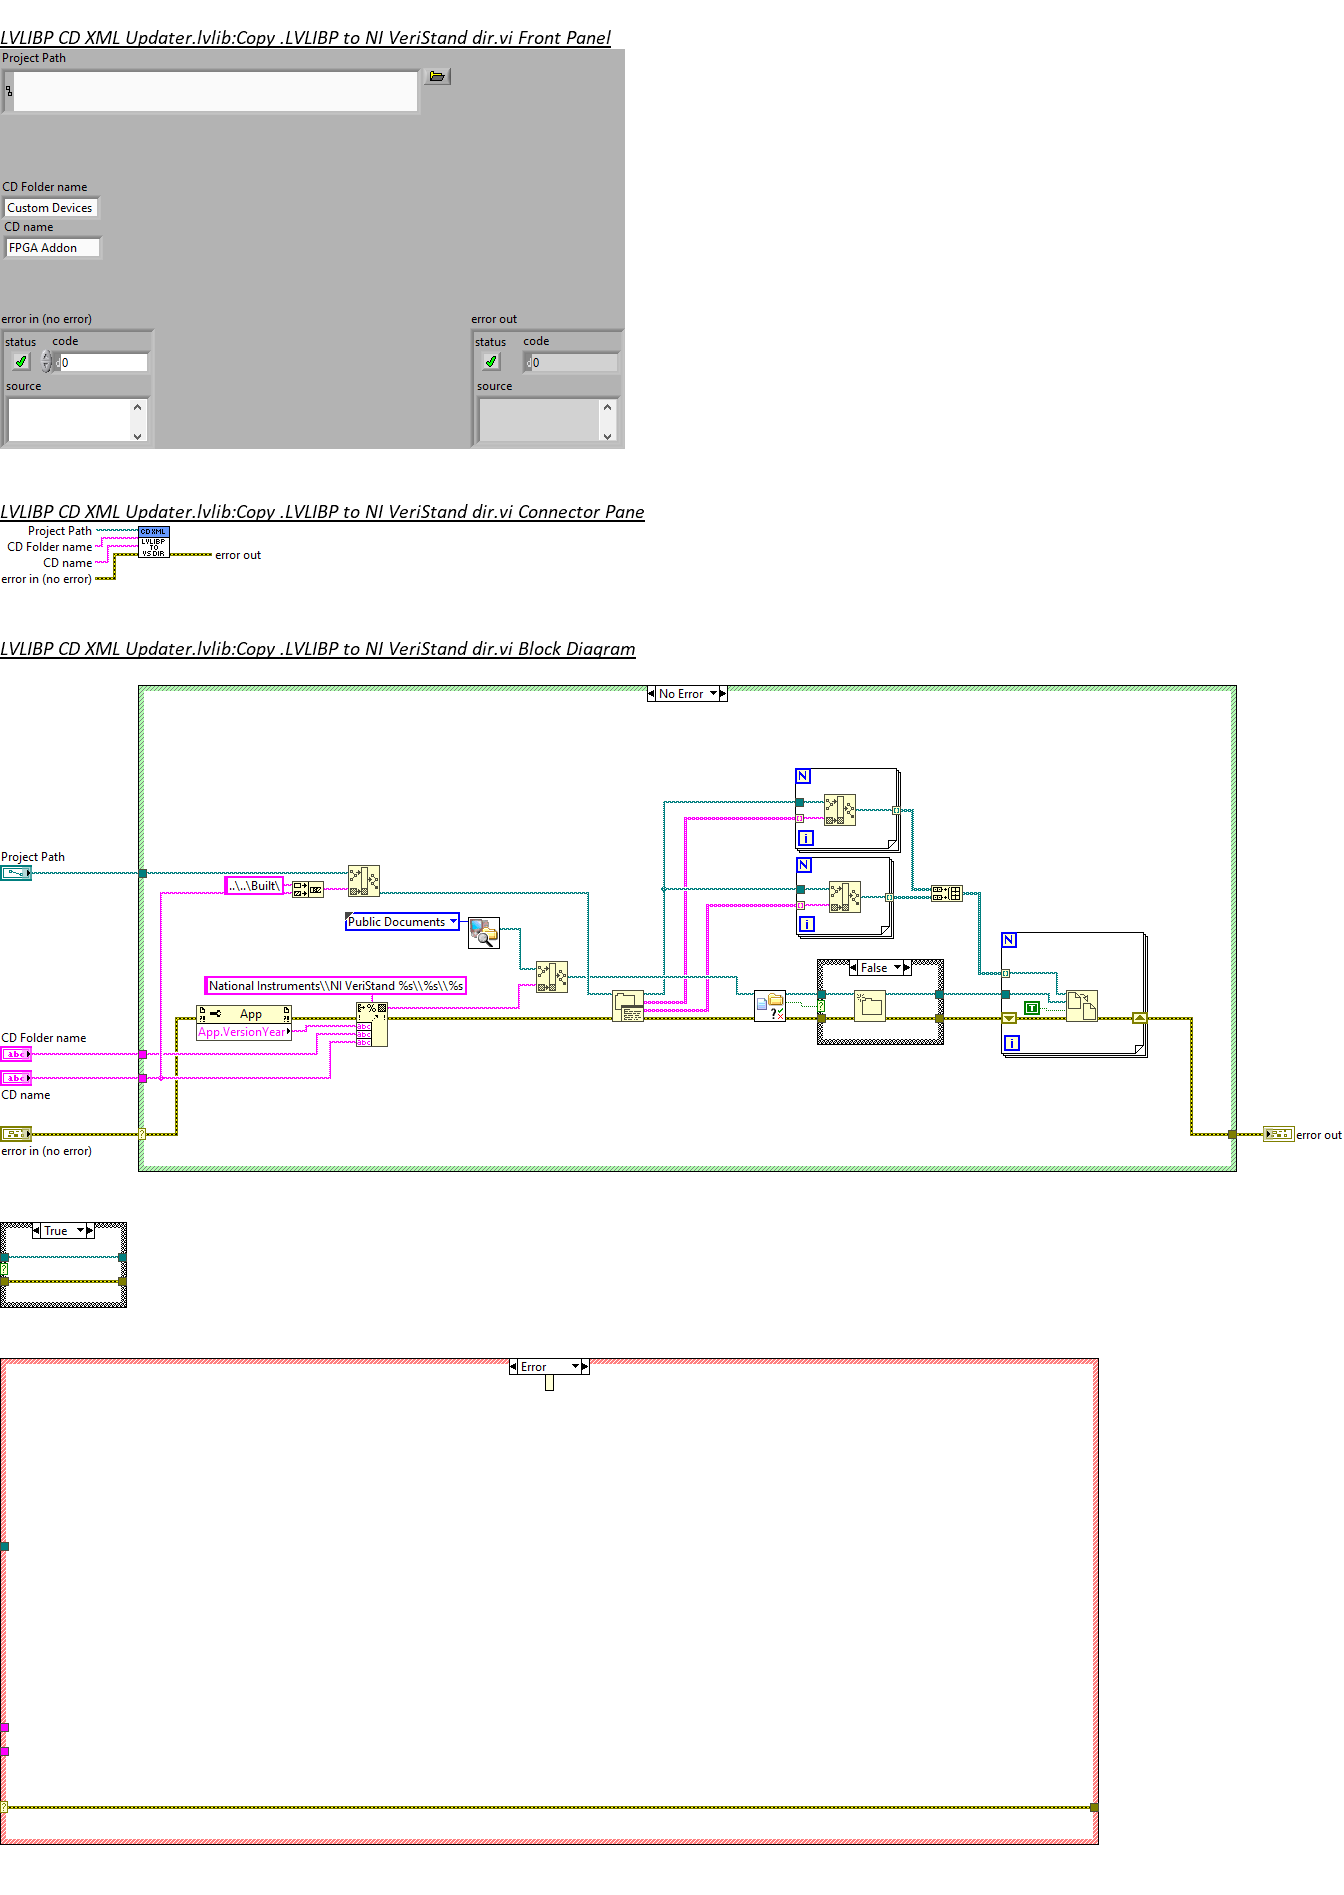 LVLIBP CD XML Updater.lvlib:Copy .LVLIBP to NI VeriStand dir.vi Front Panel
Project Path
CD Folder name
Custom Devices
CD name
FPGA Addon
error in (no error)
error out
status
code
0
source
status
code
0
source
LVLIBP CD XML Updater.lvlib:Copy .LVLIBP to NI VeriStand dir.vi Connector Pane
Project Path
CD Folder name
CD name
error in (no error)
CD XML
LVLIBP
TO
VS DIR
error out
LVLIBP CD XML Updater.lvlib:Copy .LVLIBP to NI VeriStand dir.vi Block Diagram
No Error
N
i
Project Path
..\..\Built\
N
i
Public Documents
N
False
National Instruments\\NI VeriStand %s\\%s\\%s
App
App.VersionYear
%
abc
abc
abc
T
i
CD Folder name
abc
abc
CD name
error in (no error)
error out
True
Error